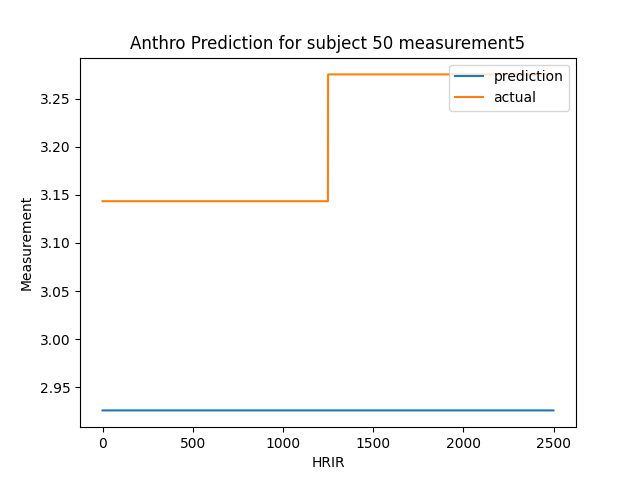 Anthro Prediction for subject 50 measurement5
prediction
actual
3.25
3.20
3.15
3.10
3.05
3.00
2.95
Measurement
0 500 1000 1500 2000 2500
HRIR